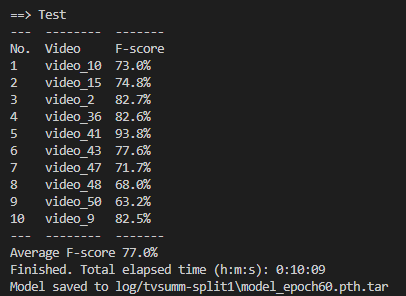 ==> Test
---  --------  -------
No.  Video     F-score
1    video_10  73.0%
2    video_15  74.8%
3    video_2   82.7%
4    video_36  82.6%
5    video_41  93.8%
6    video_43  77.6%
7    video_47  71.7%
8    video_48  68.0%
9    video_50  63.2%
10   video_9   82.5%
---  --------  -------
Average F-score 77.0%
Finished. Total elapsed time (h:m:s): 0:10:09
Model saved to log/tvsumm-split1\model_epoch60.pth.tar